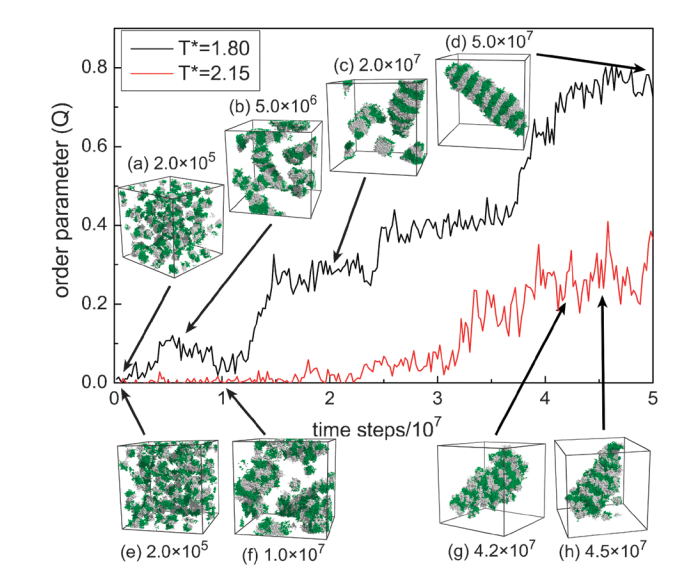 T*=1.80
T*=2.15
order parameter (Q)
0.8
0.6
0.4
0.2
0.0
0
1
2
3
4
5
time steps/10⁷
(a) 2.0×10⁵
(b) 5.0×10⁶
(c) 2.0×10⁷
(d) 5.0×10⁷
(e) 2.0×10⁵
(f) 1.0×10⁷
(g) 4.2×10⁷
(h) 4.5×10⁷